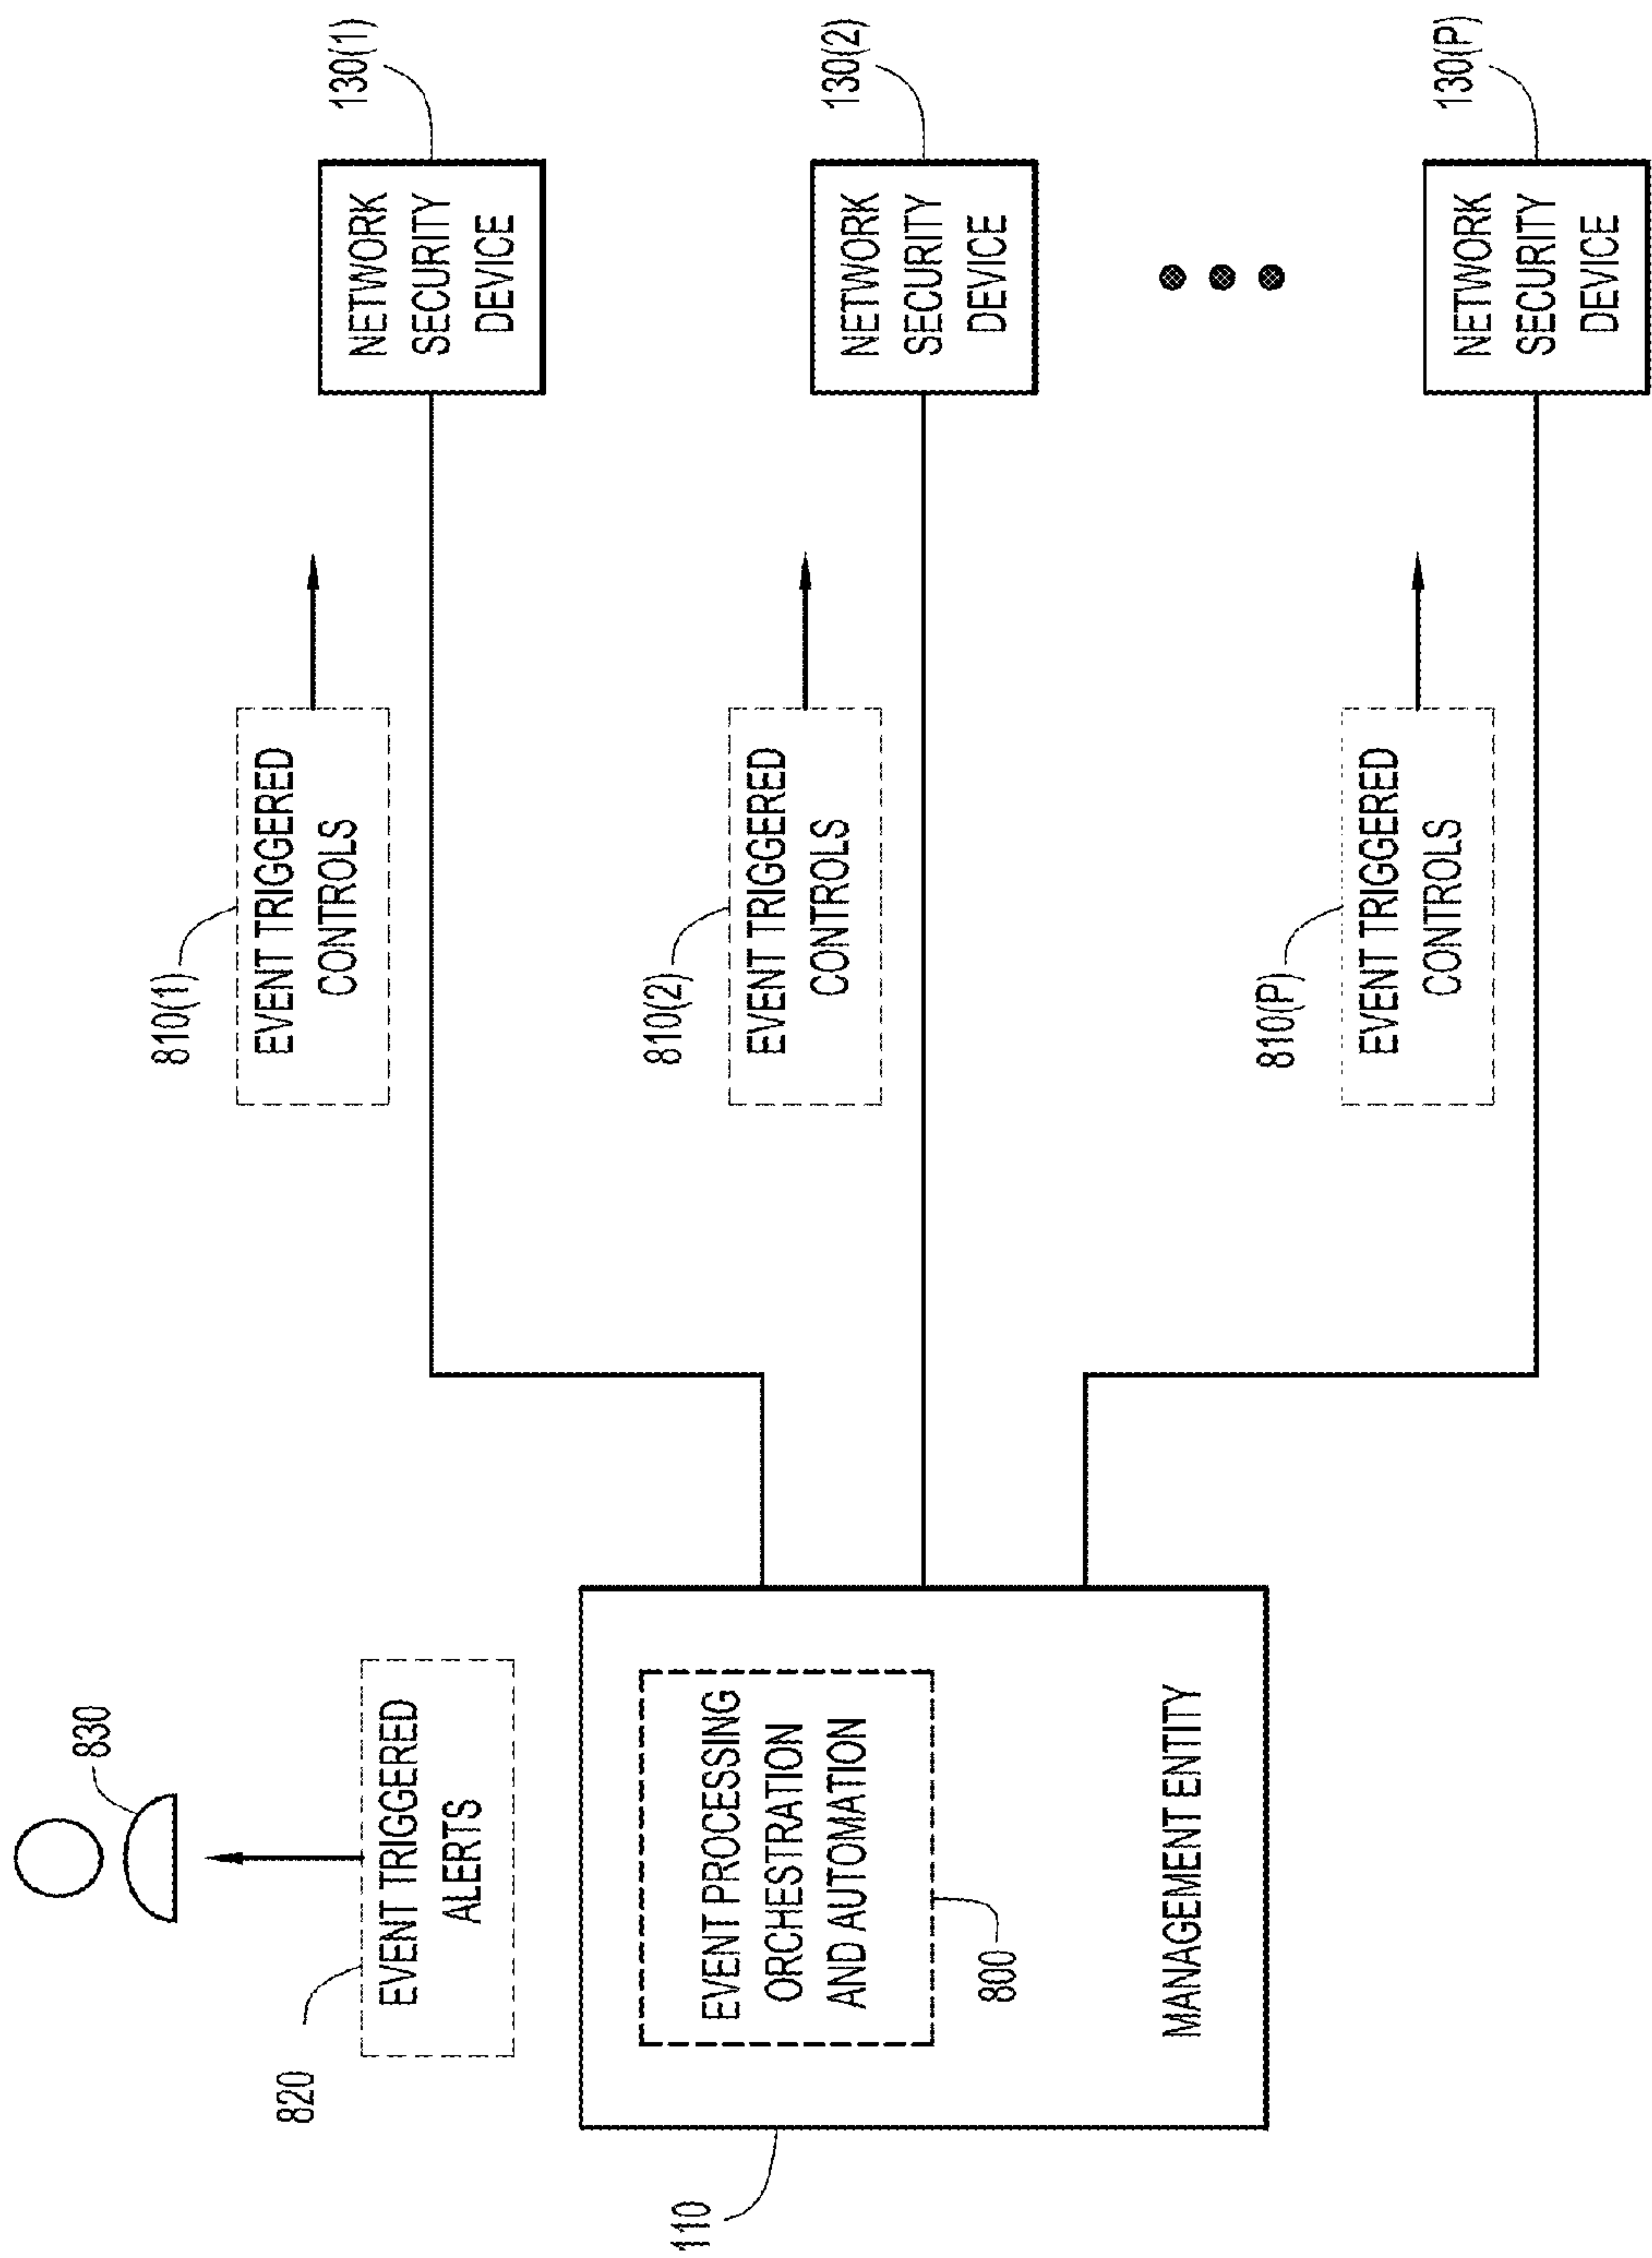 830
820
EVENT TRIGGERED
ALERTS
110
EVENT PROCESSING
ORCHESTRATION
AND AUTOMATION
800
MANAGEMENT ENTITY
810(1)
EVENT TRIGGERED
CONTROLS
130(1)
NETWORK
SECURITY
DEVICE
810(2)
EVENT TRIGGERED
CONTROLS
130(2)
NETWORK
SECURITY
DEVICE
810(P)
EVENT TRIGGERED
CONTROLS
130(P)
NETWORK
SECURITY
DEVICE